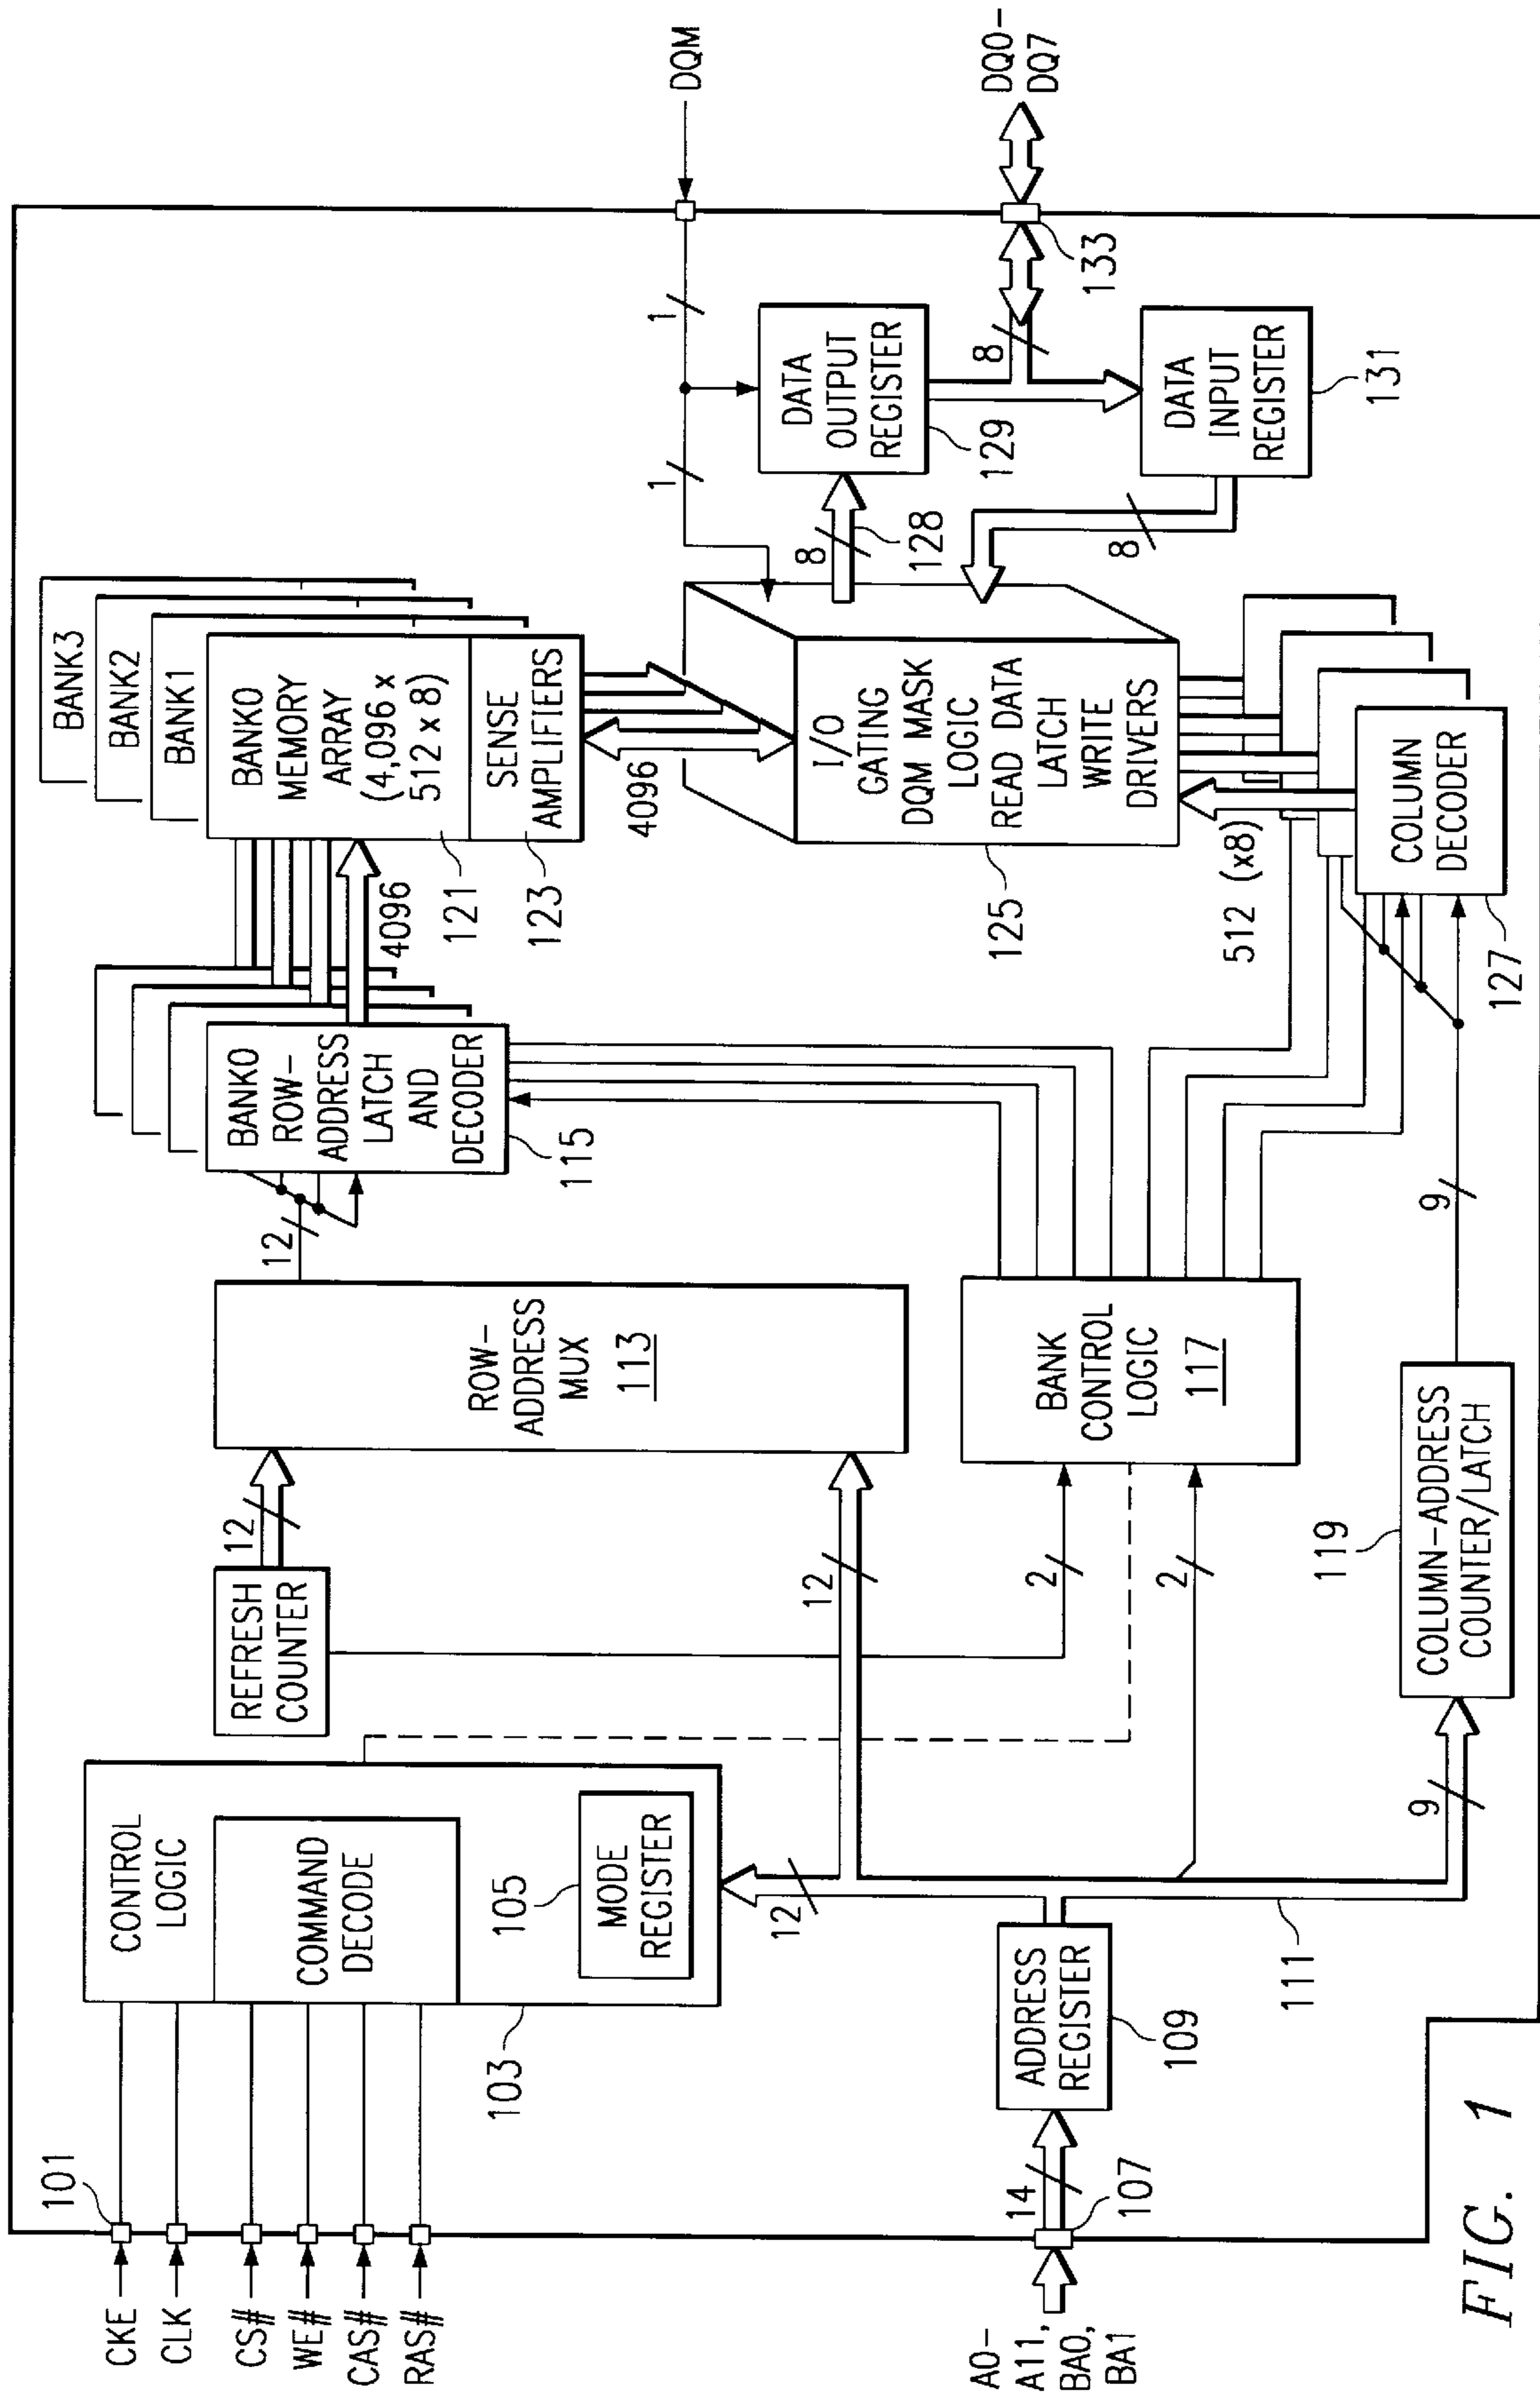 CKE
CLK
CS#
WE#
CAS#
RAS#
101
CONTROL
LOGIC
COMMAND
DECODE
105
MODE
REGISTER
103
REFRESH
COUNTER
12
12
12
ROW-
ADDRESS
MUX
113
12
BANK0
ROW-
ADDRESS
LATCH
AND
DECODER
115
4096
BANK3
BANK2
BANK1
BANK0
MEMORY
ARRAY
(4,096 x
512 x 8)
SENSE
AMPLIFIERS
121
123
4096
I/O
GATING
DQM MASK
LOGIC
READ DATA
LATCH
WRITE
DRIVERS
125
512 (x8)
COLUMN
DECODER
127
1
1
DQM
8
128
DATA
OUTPUT
REGISTER
129
8
133
DQ0-
DQ7
DATA
INPUT
REGISTER
131
8
2
2
BANK
CONTROL
LOGIC
117
A0-
A11,
BA0,
BA1
14
107
ADDRESS
REGISTER
109
111
9
119
COLUMN-ADDRESS
COUNTER/LATCH
9
FIG. 1